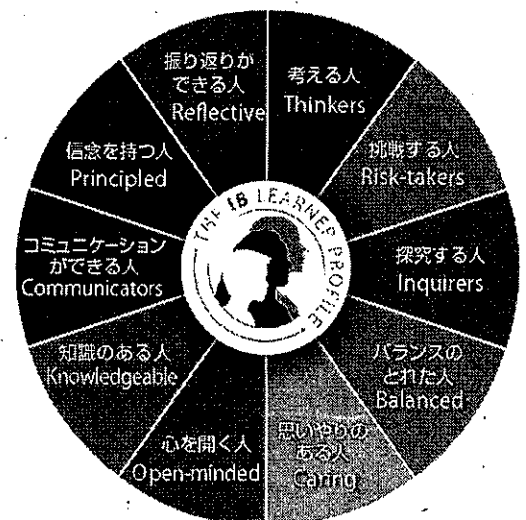 考える人
Thinkers
挑戦する人
Risk-takers
探究する人
Inquirers
バランスの
とれた人
Balanced
思いやりの
ある人
Caring
心を開く人
Open-minded
知識のある人
Knowledgeable
コミュニケーション
ができる人
Communicators
信念を持つ人
Principled
振り返りが
できる人
Reflective
THE IB LEARNER PROFILE